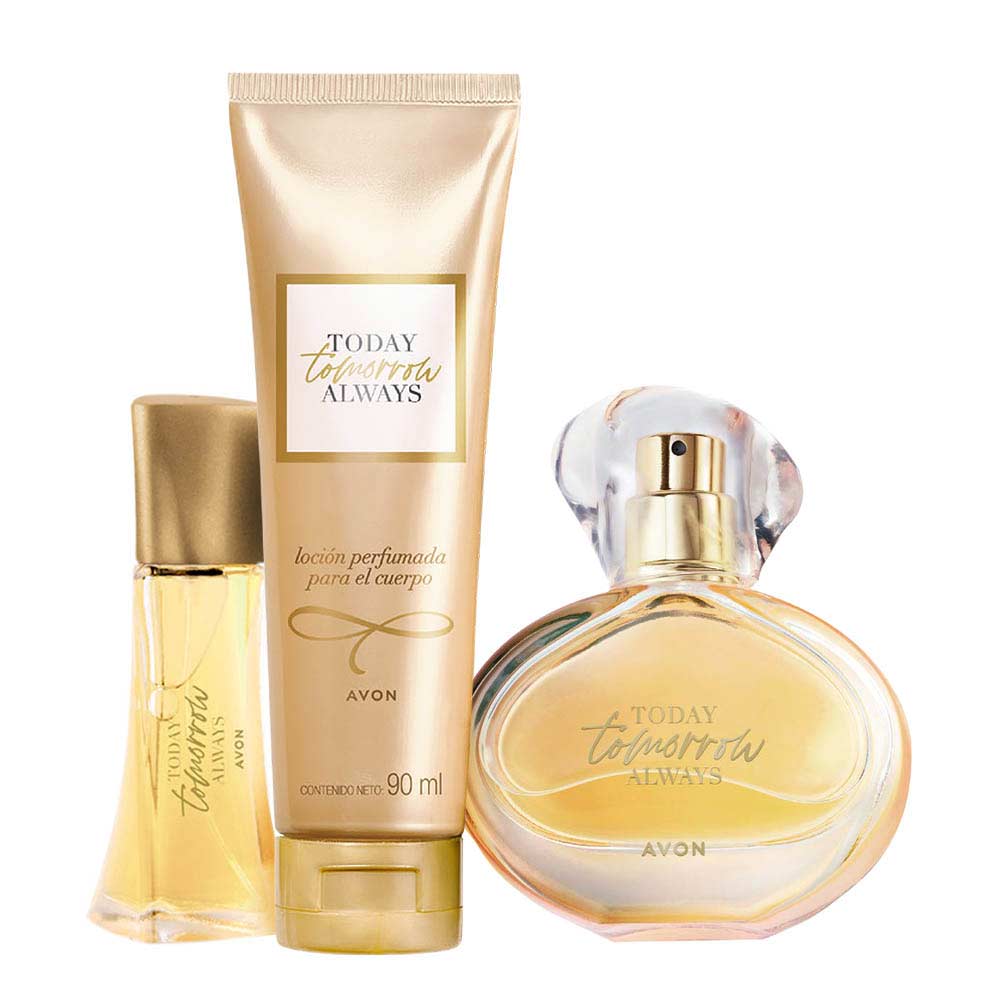 TODAY
tomorrow
ALWAYS
AVON
TODAY
tomorrow
ALWAYS
loción perfumada
para el cuerpo
AVON
CONTENIDO NETO: 90 ml
TODAY
tomorrow
ALWAYS
AVON